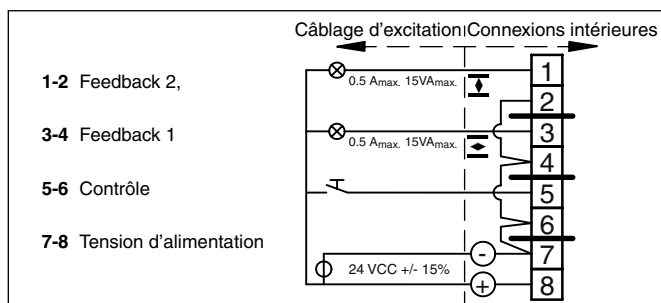 Câblage d'excitation
Connexions intérieures
1-2 Feedback 2,
3-4 Feedback 1
5-6 Contrôle
7-8 Tension d'alimentation
0.5 Amax. 15VAmax.
0.5 Amax. 15VAmax.
24 VCC +/- 15%
-
+
1
2
3
4
5
6
7
8